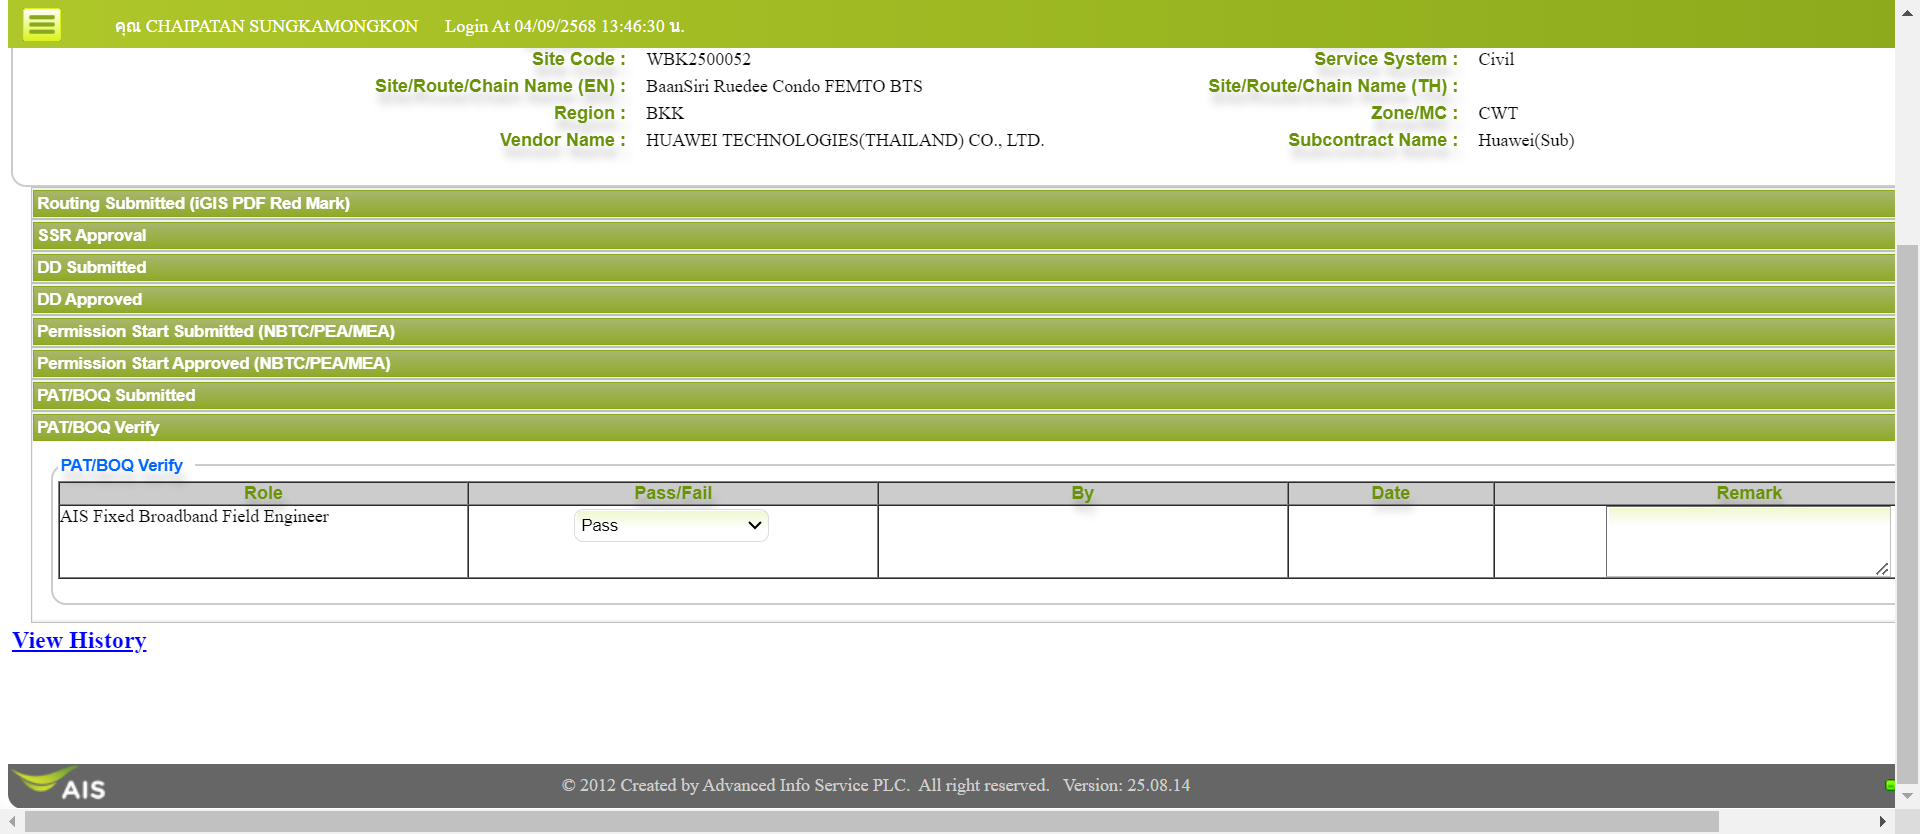 คุณ CHAIPATAN SUNGKAMONGKON Login At 04/09/2568 13:46:30 น.
Site Code : WBK2500052 Service System : Civil
Site/Route/Chain Name (EN) : BaanSiri Ruedee Condo FEMTO BTS Site/Route/Chain Name (TH) :
Region : BKK Zone/MC : CWT
Vendor Name : HUAWEI TECHNOLOGIES(THAILAND) CO., LTD. Subcontract Name : Huawei(Sub)
Routing Submitted (iGIS PDF Red Mark)
SSR Approval
DD Submitted
DD Approved
Permission Start Submitted (NBTC/PEA/MEA)
Permission Start Approved (NBTC/PEA/MEA)
PAT/BOQ Submitted
PAT/BOQ Verify
PAT/BOQ Verify
Role Pass/Fail By Date Remark
AIS Fixed Broadband Field Engineer Pass
View History
AIS © 2012 Created by Advanced Info Service PLC. All right reserved. Version: 25.08.14